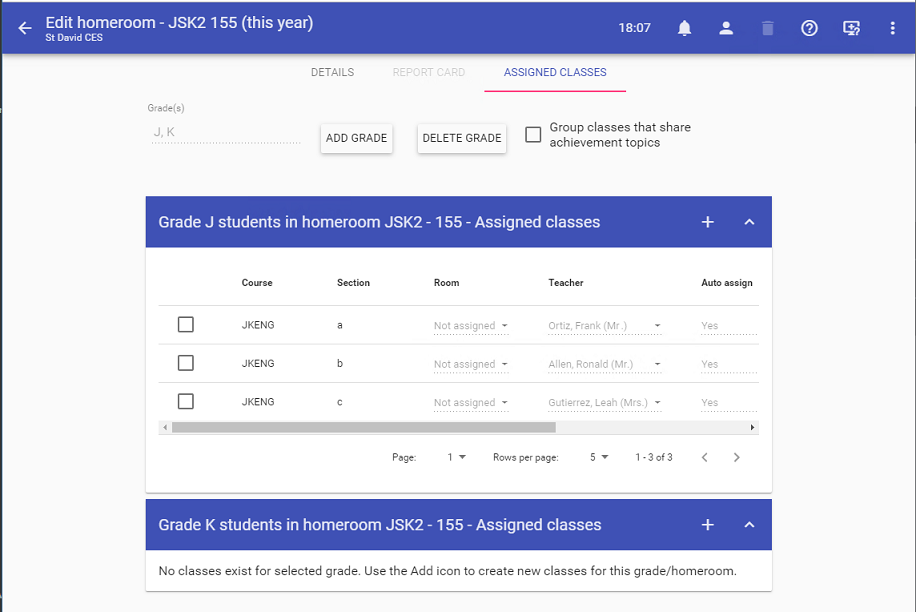 Edit homeroom - JSK2 155 (this year)
St David CES
18:07
DETAILS REPORT CARD ASSIGNED CLASSES
Grade(s)
J, K
ADD GRADE DELETE GRADE
Group classes that share
achievement topics
Grade J students in homeroom JSK2 - 155 - Assigned classes
Course Section Room Teacher Auto assign
JKENG a Not assigned Ortiz, Frank (Mr.) Yes
JKENG b Not assigned Allen, Ronald (Mr.) Yes
JKENG c Not assigned Gutierrez, Leah (Mrs.) Yes
Page: 1 Rows per page: 5 1 - 3 of 3
Grade K students in homeroom JSK2 - 155 - Assigned classes
No classes exist for selected grade. Use the Add icon to create new classes for this grade/homeroom.